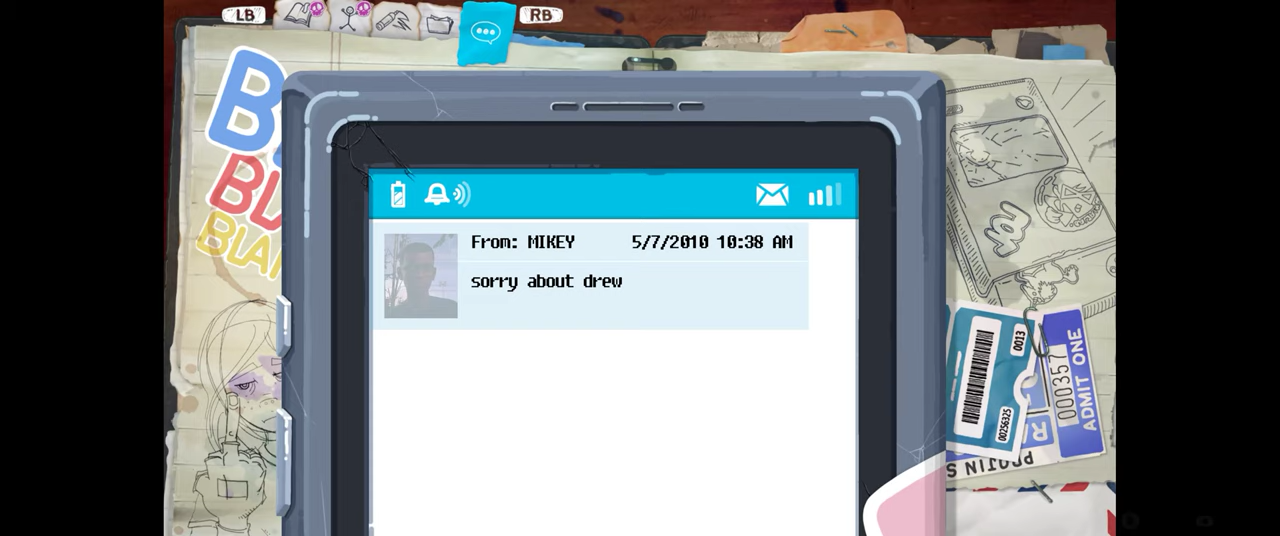 LB
RB
From: MIKEY 5/7/2010 10:38 AM
sorry about drew
0013
00256325
000357
ADMIT ONE